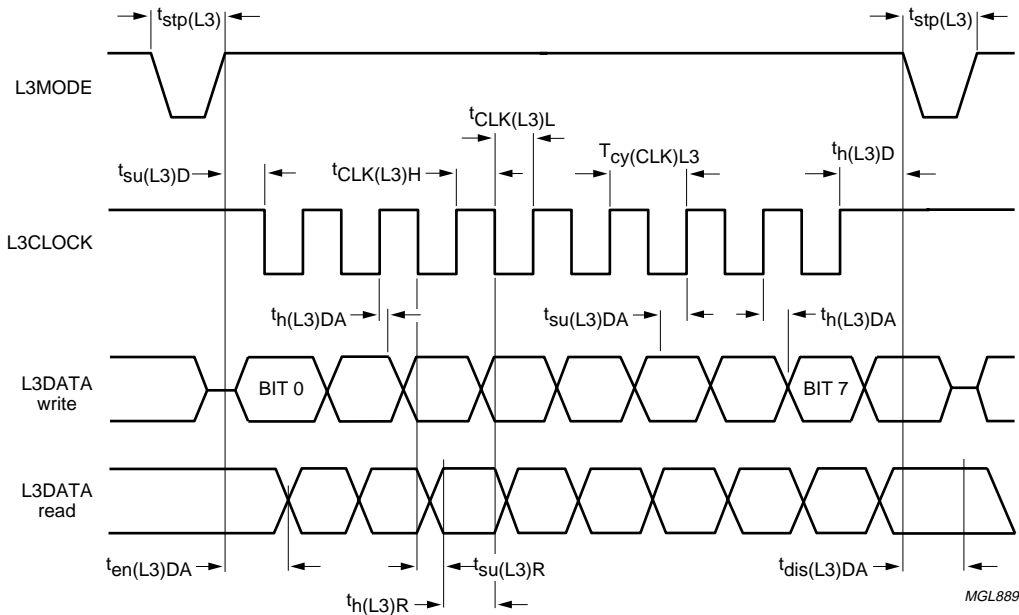 tstp(L3)
tstp(L3)
L3MODE
tCLK(L3)L
tsu(L3)D
tCLK(L3)H
Tcy(CLK)L3
th(L3)D
L3CLOCK
th(L3)DA
tsu(L3)DA
th(L3)DA
L3DATA
write
BIT 0
BIT 7
L3DATA
read
ten(L3)DA
tsu(L3)R
tdis(L3)DA
th(L3)R
MGL889